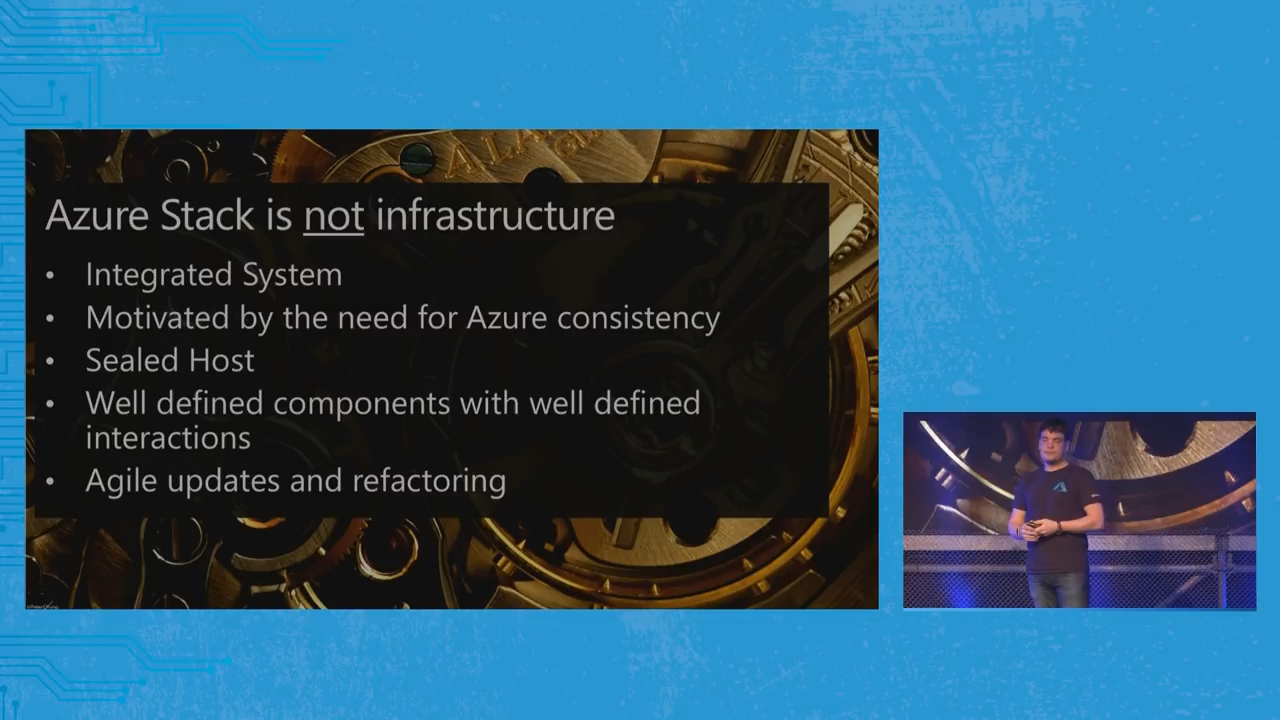 Azure Stack is not infrastructure
• Integrated System
• Motivated by the need for Azure consistency
• Sealed Host
• Well defined components with well defined
interactions
• Agile updates and refactoring